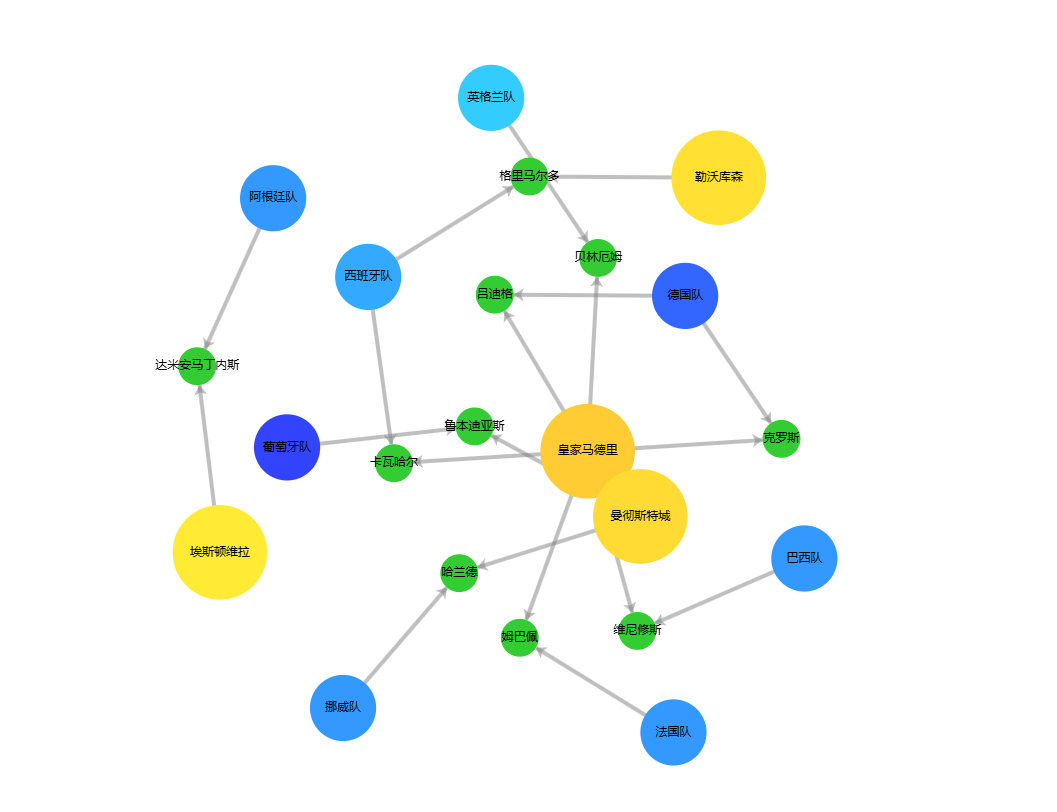 英格兰队
格里马尔多
勒沃库森
阿根廷队
贝林厄姆
西班牙队
吕迪格
德国队
达米安马丁内斯
鲁本迪亚斯
克罗斯
葡萄牙队
皇家马德里
卡瓦哈尔
曼彻斯特城
埃斯顿维拉
巴西队
哈兰德
维尼修斯
姆巴佩
挪威队
法国队